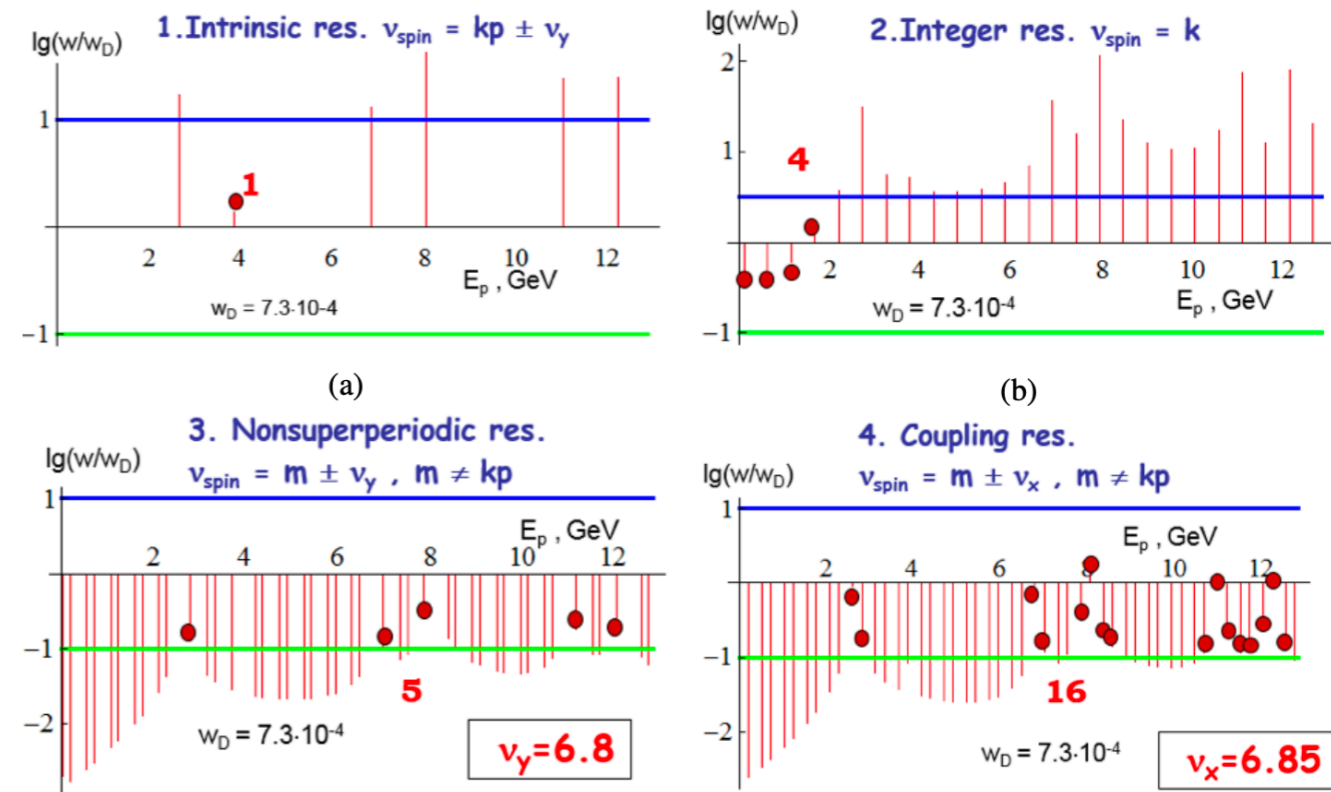 1.Intrinsic res. νspin = kp ± νy
lg(w/wD)
1
2 4 6 8 10 12
Ep , GeV
wD = 7.3·10-4
−1
1
(a)
2.Integer res. νspin = k
lg(w/wD)
2
1
4
2 4 6 8 10 12
Ep , GeV
wD = 7.3·10⁻⁴
−1
(b)
3. Nonsuperperiodic res.
νspin = m ± νy , m ≠ kp
lg(w/wD)
1
Ep , GeV
2 4 6 8 10 12
−1
5
−2
wD = 7.3·10⁻⁴
νy=6.8
4. Coupling res.
νspin = m ± νx , m ≠ kp
lg(w/wD)
1
Ep , GeV
2 4 6 8 10 12
−1
16
−2
wD = 7.3·10⁻⁴
νx=6.85